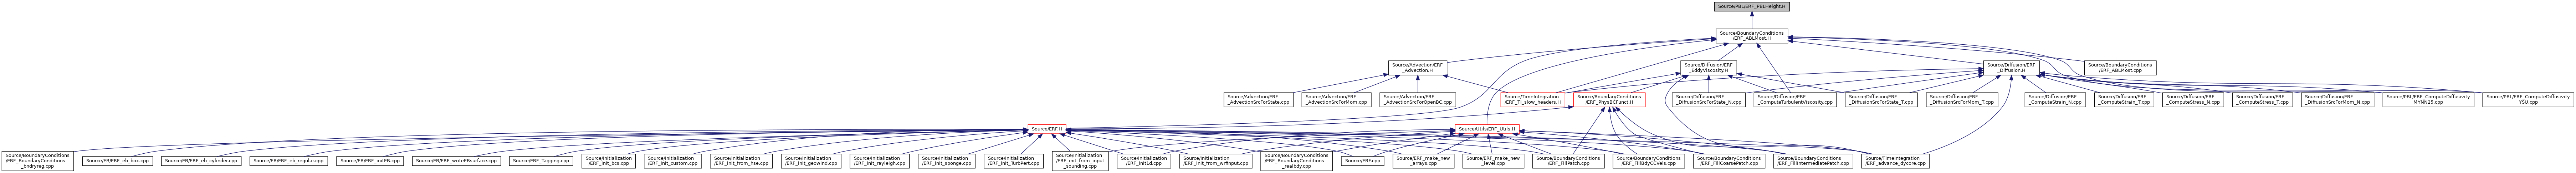 Source/PBL/ERF_PBLHeight.H
Source/BoundaryConditions
/ERF_ABLMost.H
Source/Advection/ERF
_Advection.H
Source/Diffusion/ERF
_EddyViscosity.H
Source/Diffusion/ERF
_Diffusion.H
Source/BoundaryConditions
/ERF_ABLMost.cpp
Source/Advection/ERF
_AdvectionSrcForState.cpp
Source/Advection/ERF
_AdvectionSrcForMom.cpp
Source/Advection/ERF
_AdvectionSrcForOpenBC.cpp
Source/TimeIntegration
/ERF_TI_slow_headers.H
Source/BoundaryConditions
/ERF_PhysBCFunct.H
Source/Diffusion/ERF
_DiffusionSrcForState_N.cpp
Source/Diffusion/ERF
_ComputeTurbulentViscosity.cpp
Source/Diffusion/ERF
_DiffusionSrcForState_T.cpp
Source/Diffusion/ERF
_DiffusionSrcForMom_T.cpp
Source/Diffusion/ERF
_ComputeStrain_N.cpp
Source/Diffusion/ERF
_ComputeStrain_T.cpp
Source/Diffusion/ERF
_ComputeStress_N.cpp
Source/Diffusion/ERF
_ComputeStress_T.cpp
Source/Diffusion/ERF
_DiffusionSrcForMom_N.cpp
Source/PBL/ERF_ComputeDiffusivity
MYNN25.cpp
Source/PBL/ERF_ComputeDiffusivity
YSU.cpp
Source/ERF.H
Source/Utils/ERF_Utils.H
Source/BoundaryConditions
/ERF_BoundaryConditions
_bndryreg.cpp
Source/EB/ERF_eb_box.cpp
Source/EB/ERF_eb_cylinder.cpp
Source/EB/ERF_eb_regular.cpp
Source/EB/ERF_initEB.cpp
Source/EB/ERF_writeEBsurface.cpp
Source/ERF_Tagging.cpp
Source/Initialization
/ERF_init_bcs.cpp
Source/Initialization
/ERF_init_custom.cpp
Source/Initialization
/ERF_init_from_hse.cpp
Source/Initialization
/ERF_init_geowind.cpp
Source/Initialization
/ERF_init_rayleigh.cpp
Source/Initialization
/ERF_init_sponge.cpp
Source/Initialization
/ERF_init_TurbPert.cpp
Source/Initialization
/ERF_init_from_input
_sounding.cpp
Source/Initialization
/ERF_init1d.cpp
Source/Initialization
/ERF_init_from_wrfinput.cpp
Source/BoundaryConditions
/ERF_BoundaryConditions
_realbdy.cpp
Source/ERF.cpp
Source/ERF_make_new
_arrays.cpp
Source/ERF_make_new
_level.cpp
Source/BoundaryConditions
/ERF_FillPatch.cpp
Source/BoundaryConditions
/ERF_FillBdyCCVels.cpp
Source/BoundaryConditions
/ERF_FillCoarsePatch.cpp
Source/BoundaryConditions
/ERF_FillIntermediatePatch.cpp
Source/TimeIntegration
/ERF_advance_dycore.cpp